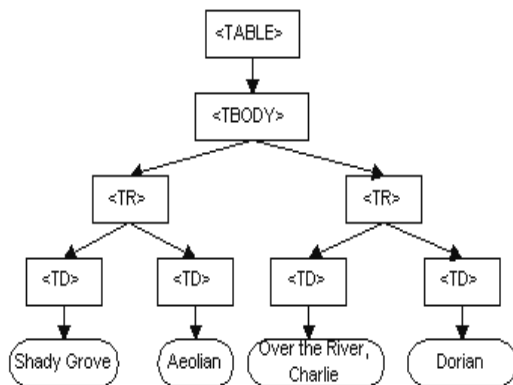 <TABLE>
<TBODY>
<TR>
<TR>
<TD>
<TD>
<TD>
<TD>
Shady Grove
Aeolian
Over the River,
Charlie
Dorian